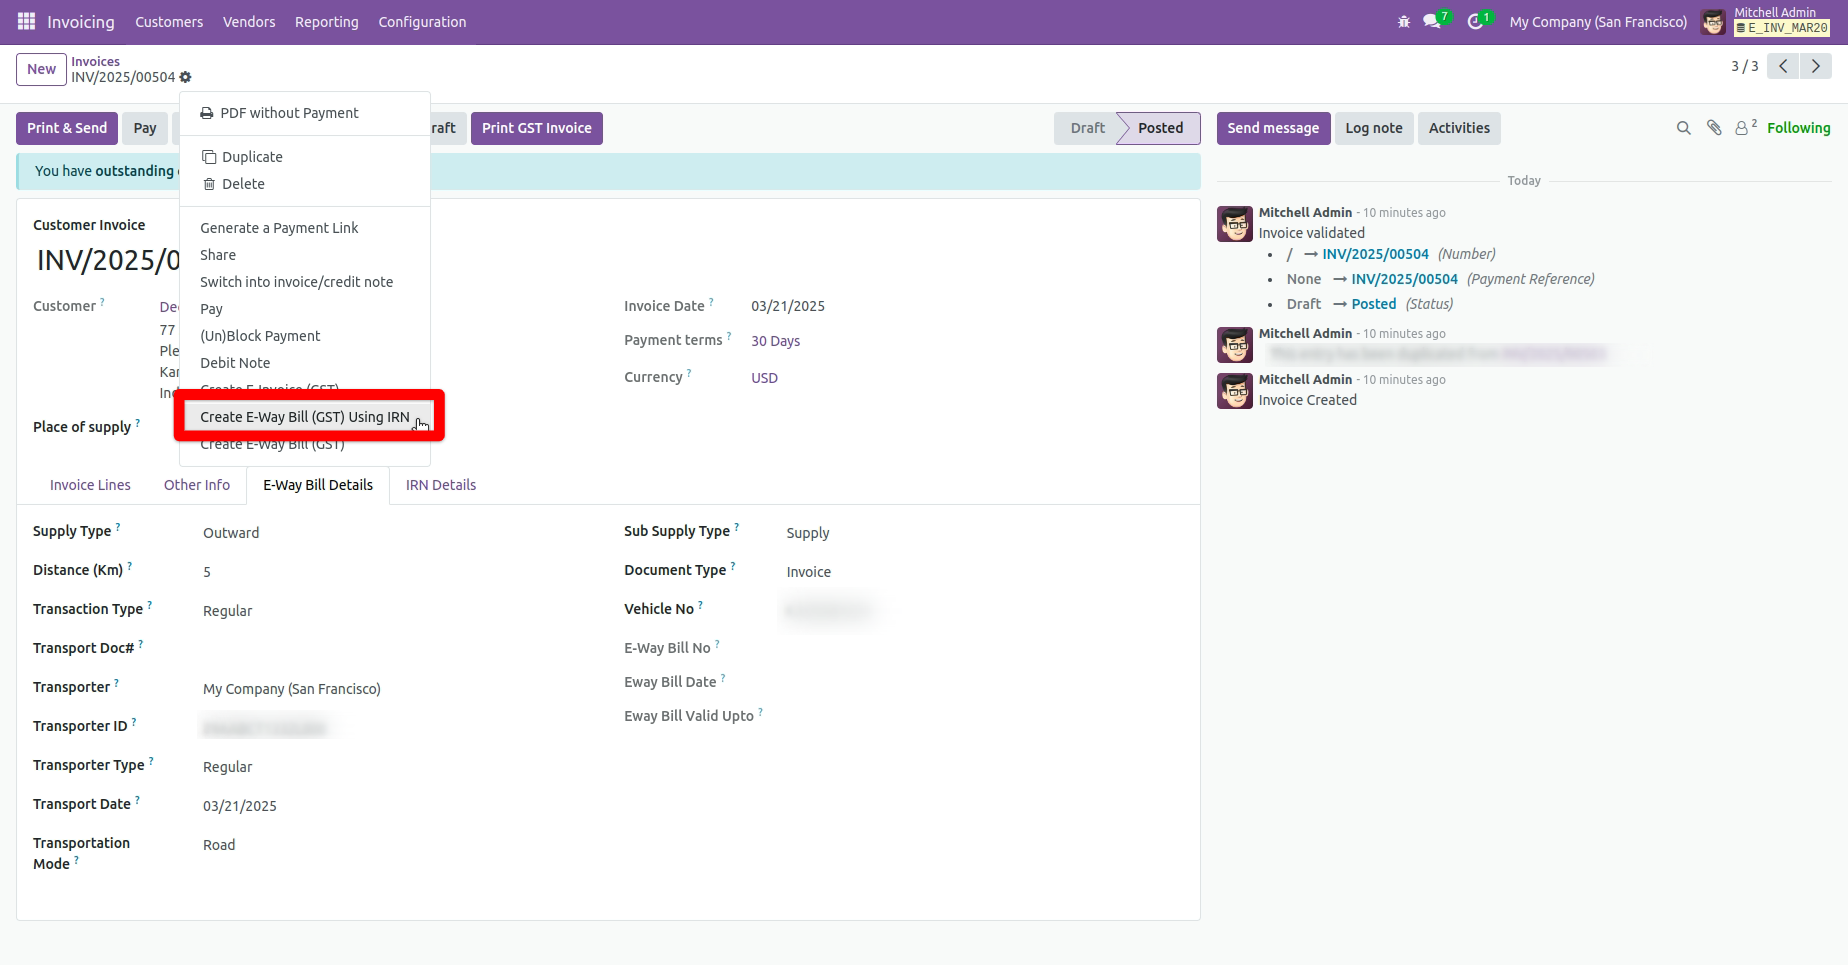 Invoicing Customers Vendors Reporting Configuration 7 1 My Company (San Francisco) Mitchell Admin
E_INV_MAR20
New Invoices
INV/2025/00504
3 / 3
PDF without Payment
Print & Send Pay raft Print GST Invoice Draft Posted Send message Log note Activities 2 Following
Duplicate
You have outstanding
Delete
Today
Customer Invoice
Generate a Payment Link
Mitchell Admin - 10 minutes ago
Invoice validated
INV/2025/0
Share
/ → INV/2025/00504 (Number)
Switch into invoice/credit note
None → INV/2025/00504 (Payment Reference)
Customer ? Dec
Pay
Invoice Date ? 03/21/2025
Draft → Posted (Status)
77
(Un)Block Payment
Payment terms ? 30 Days
Mitchell Admin - 10 minutes ago
Ple
Debit Note
Kar
Currency ? USD
Mitchell Admin - 10 minutes ago
Ind
Create E-Invoice (GST)
Invoice Created
Create E-Way Bill (GST) Using IRN
Place of supply ?
Create E-Way Bill (GST)
Invoice Lines Other Info E-Way Bill Details IRN Details
Supply Type ? Outward Sub Supply Type ? Supply
Distance (Km) ? 5 Document Type ? Invoice
Transaction Type ? Regular Vehicle No ?
Transport Doc# ? E-Way Bill No ?
Transporter ? My Company (San Francisco) Eway Bill Date ?
Transporter ID ? Eway Bill Valid Upto ?
Transporter Type ? Regular
Transport Date ? 03/21/2025
Transportation Road
Mode ?